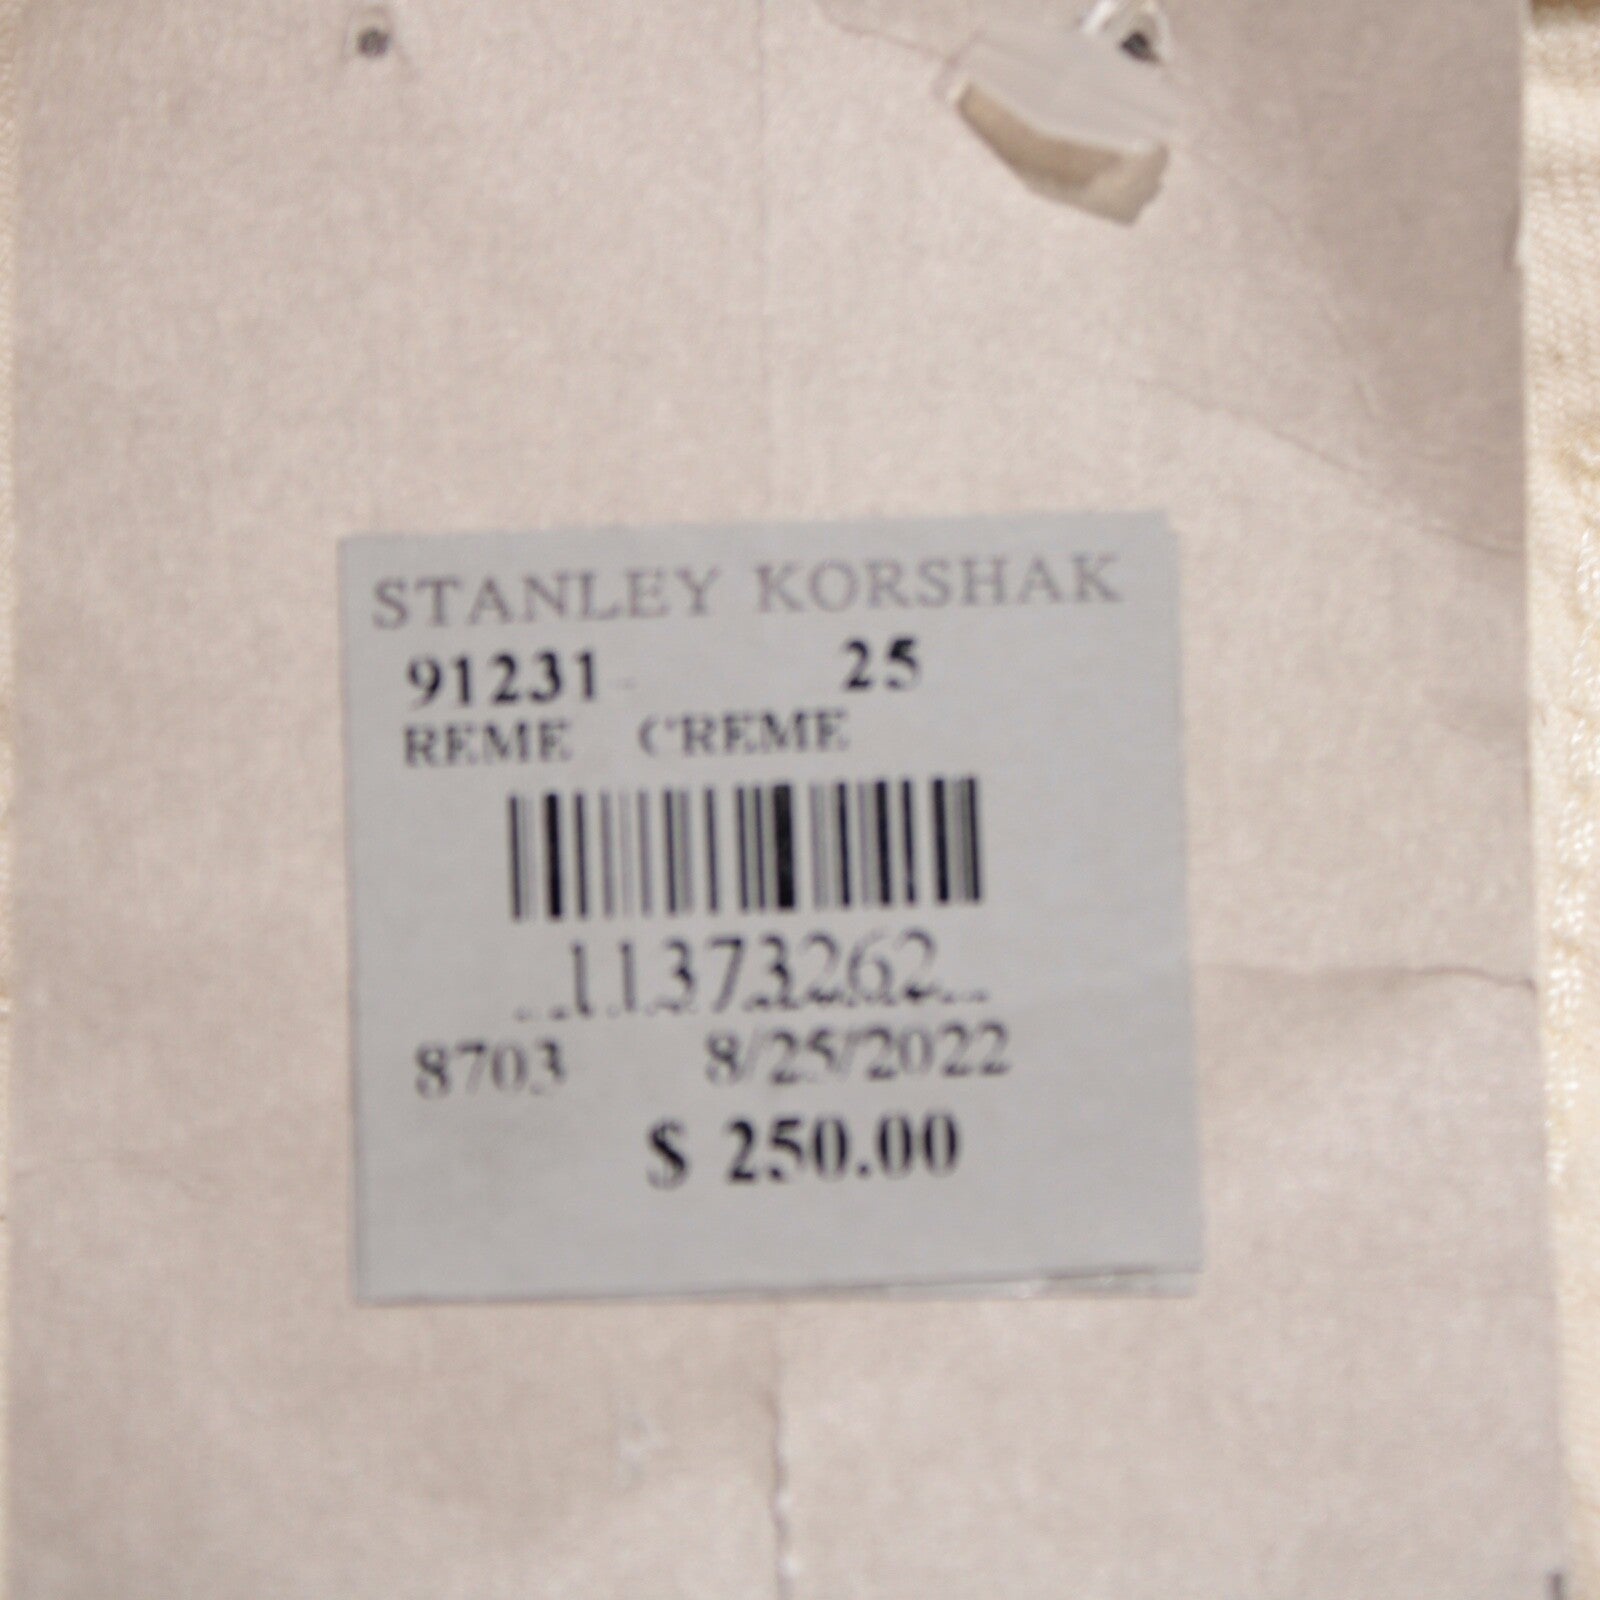 STANLEY KORSHAK
91231 - 25
REME CREME
11373262
8703 8/25/2022
$ 250.00